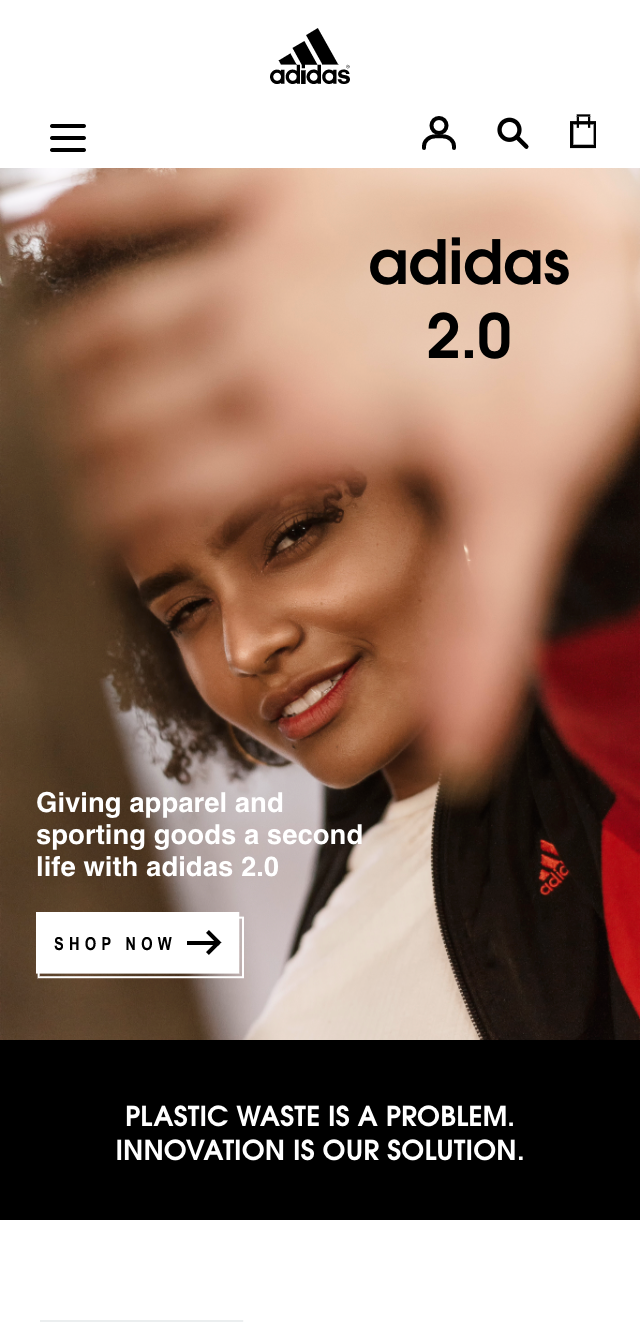 adidas
adidas
2.0
Giving apparel and
sporting goods a second
life with adidas 2.0
SHOP NOW
PLASTIC WASTE IS A PROBLEM.
INNOVATION IS OUR SOLUTION.